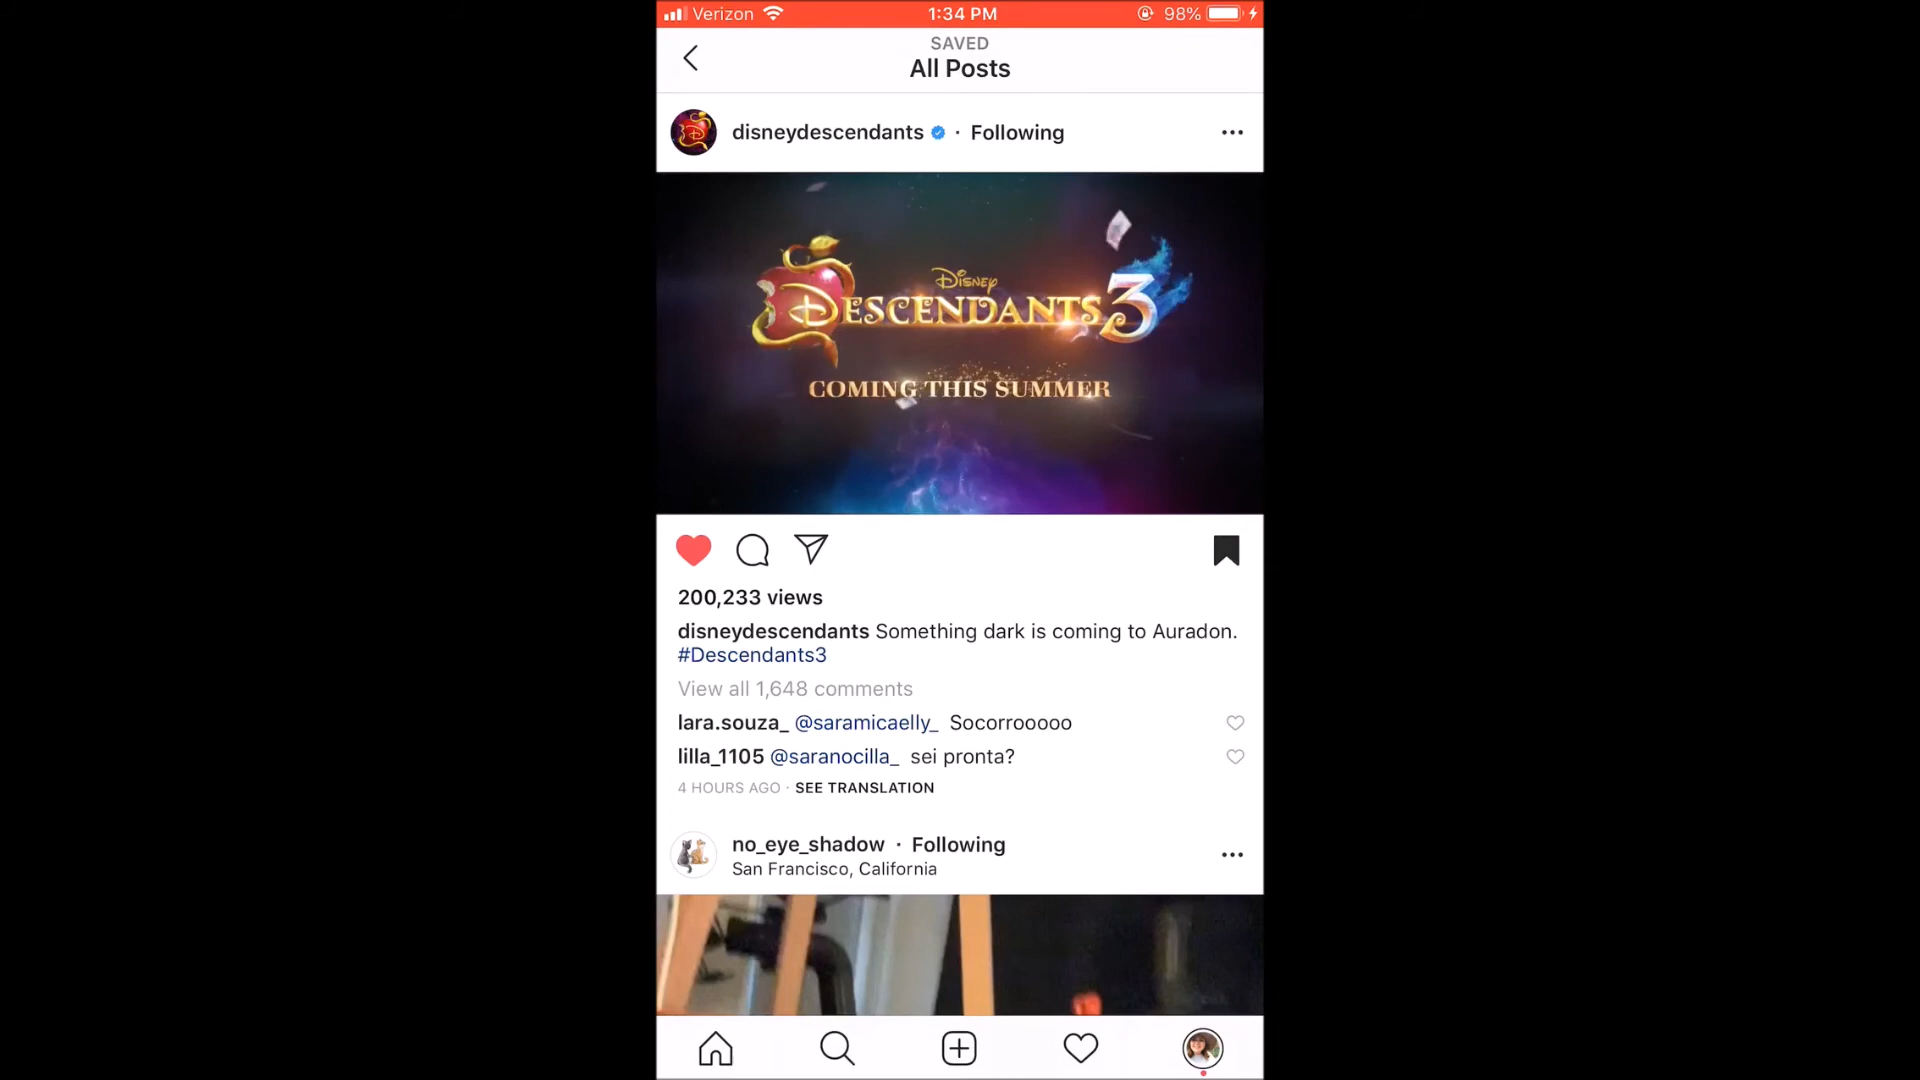 Verizon 1:34 PM 98%
SAVED
All Posts
disneydescendants · Following
DISNEY
DESCENDANTS 3
COMING THIS SUMMER
200,233 views
disneydescendants Something dark is coming to Auradon.
#Descendants3
View all 1,648 comments
lara.souza_ @saramicaelly_ Socorrooooo
lilla_1105 @saranocilla_ sei pronta?
4 HOURS AGO · SEE TRANSLATION
no_eye_shadow · Following
San Francisco, California